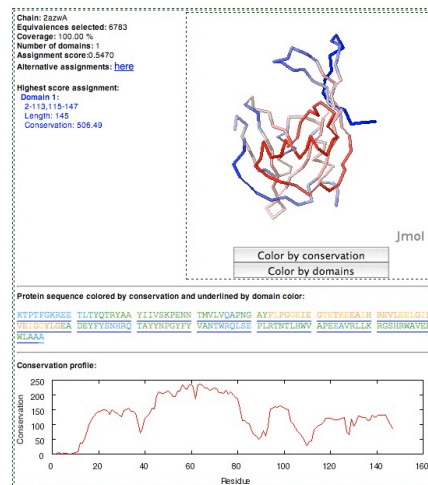 Chain: 2azwA
Equivalences selected: 6783
Coverage: 100.00 %
Number of domains: 1
Assignment score:0.5470
Alternative assignments: here
Highest score assignment:
Domain 1:
2-113,115-147
Length: 145
Conservation: 506.49
Jmol
Color by conservation
Color by domains
Protein sequence colored by conservation and underlined by domain color:
KTPTFGKREE TLTYQTRYAA YIIVSKPENN TMVLVQAPNG AYFLPGGEIE GTETKEEAIH REVLEELGIS
VEIGCYLGEA DEYFYSNHRQ TAYYNPGYFY VANTWRQLSE PLRTNTLHWV APEEAVRLLK RGSHRWAVEK
WLAAA
Conservation profile:
250
200
150
100
50
0
Conservation
0 20 40 60 80 100 120 140 160
Residue